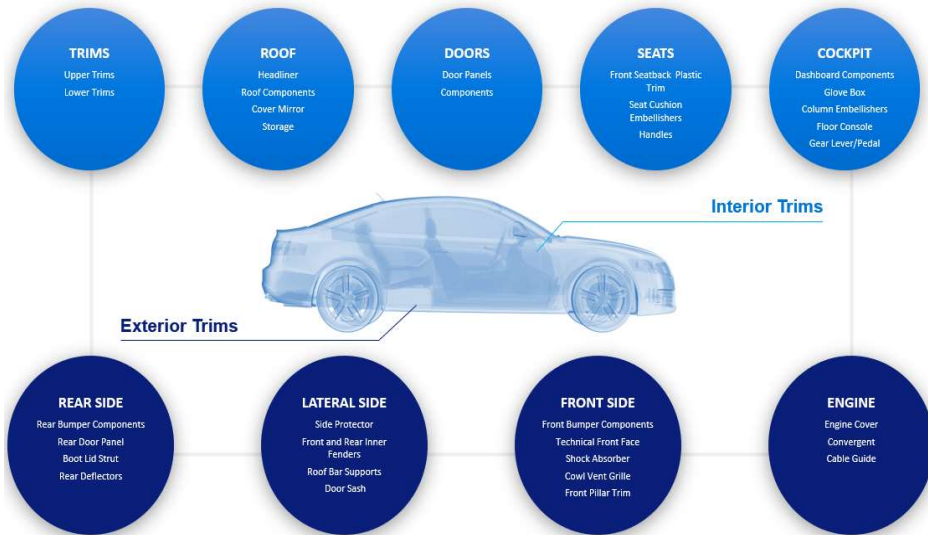 TRIMS
Upper Trims
Lower Trims
ROOF
Headliner
Roof Components
Cover Mirror
Storage
DOORS
Door Panels
Components
SEATS
Front Seatback Plastic
Trim
Seat Cushion
Embellishers
Handles
COCKPIT
Dashboard Components
Glove Box
Column Embellishers
Floor Console
Gear Lever/Pedal
Interior Trims
Exterior Trims
REAR SIDE
Rear Bumper Components
Rear Door Panel
Boot Lid Strut
Rear Deflectors
LATERAL SIDE
Side Protector
Front and Rear Inner
Fenders
Roof Bar Supports
Door Sash
FRONT SIDE
Front Bumper Components
Technical Front Face
Shock Absorber
Cowl Vent Grille
Front Pillar Trim
ENGINE
Engine Cover
Convergent
Cable Guide